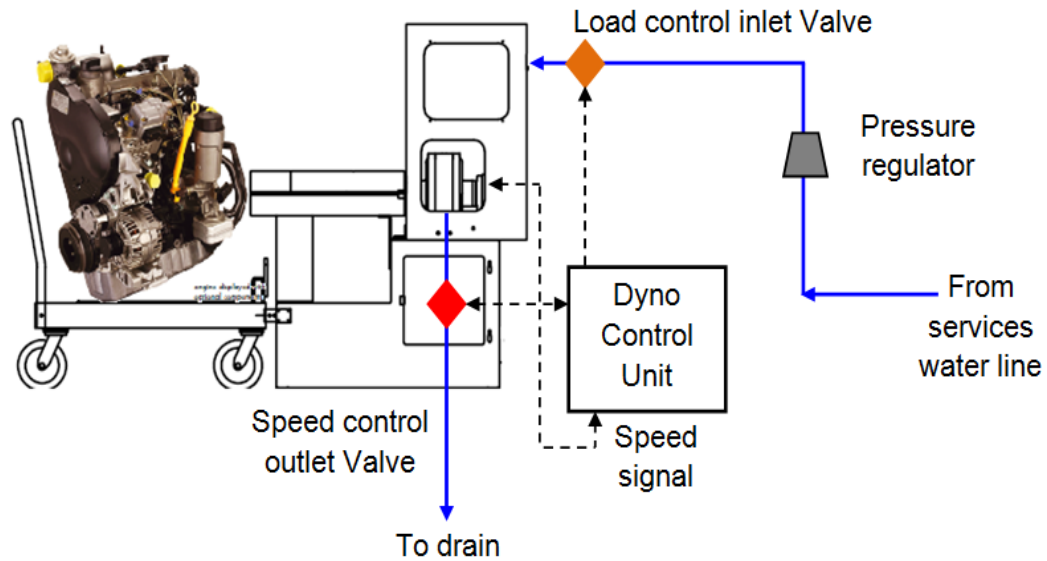 Load control inlet Valve
Pressure
regulator
From
services
water line
Dyno
Control
Unit
Speed control
outlet Valve
Speed
signal
To drain